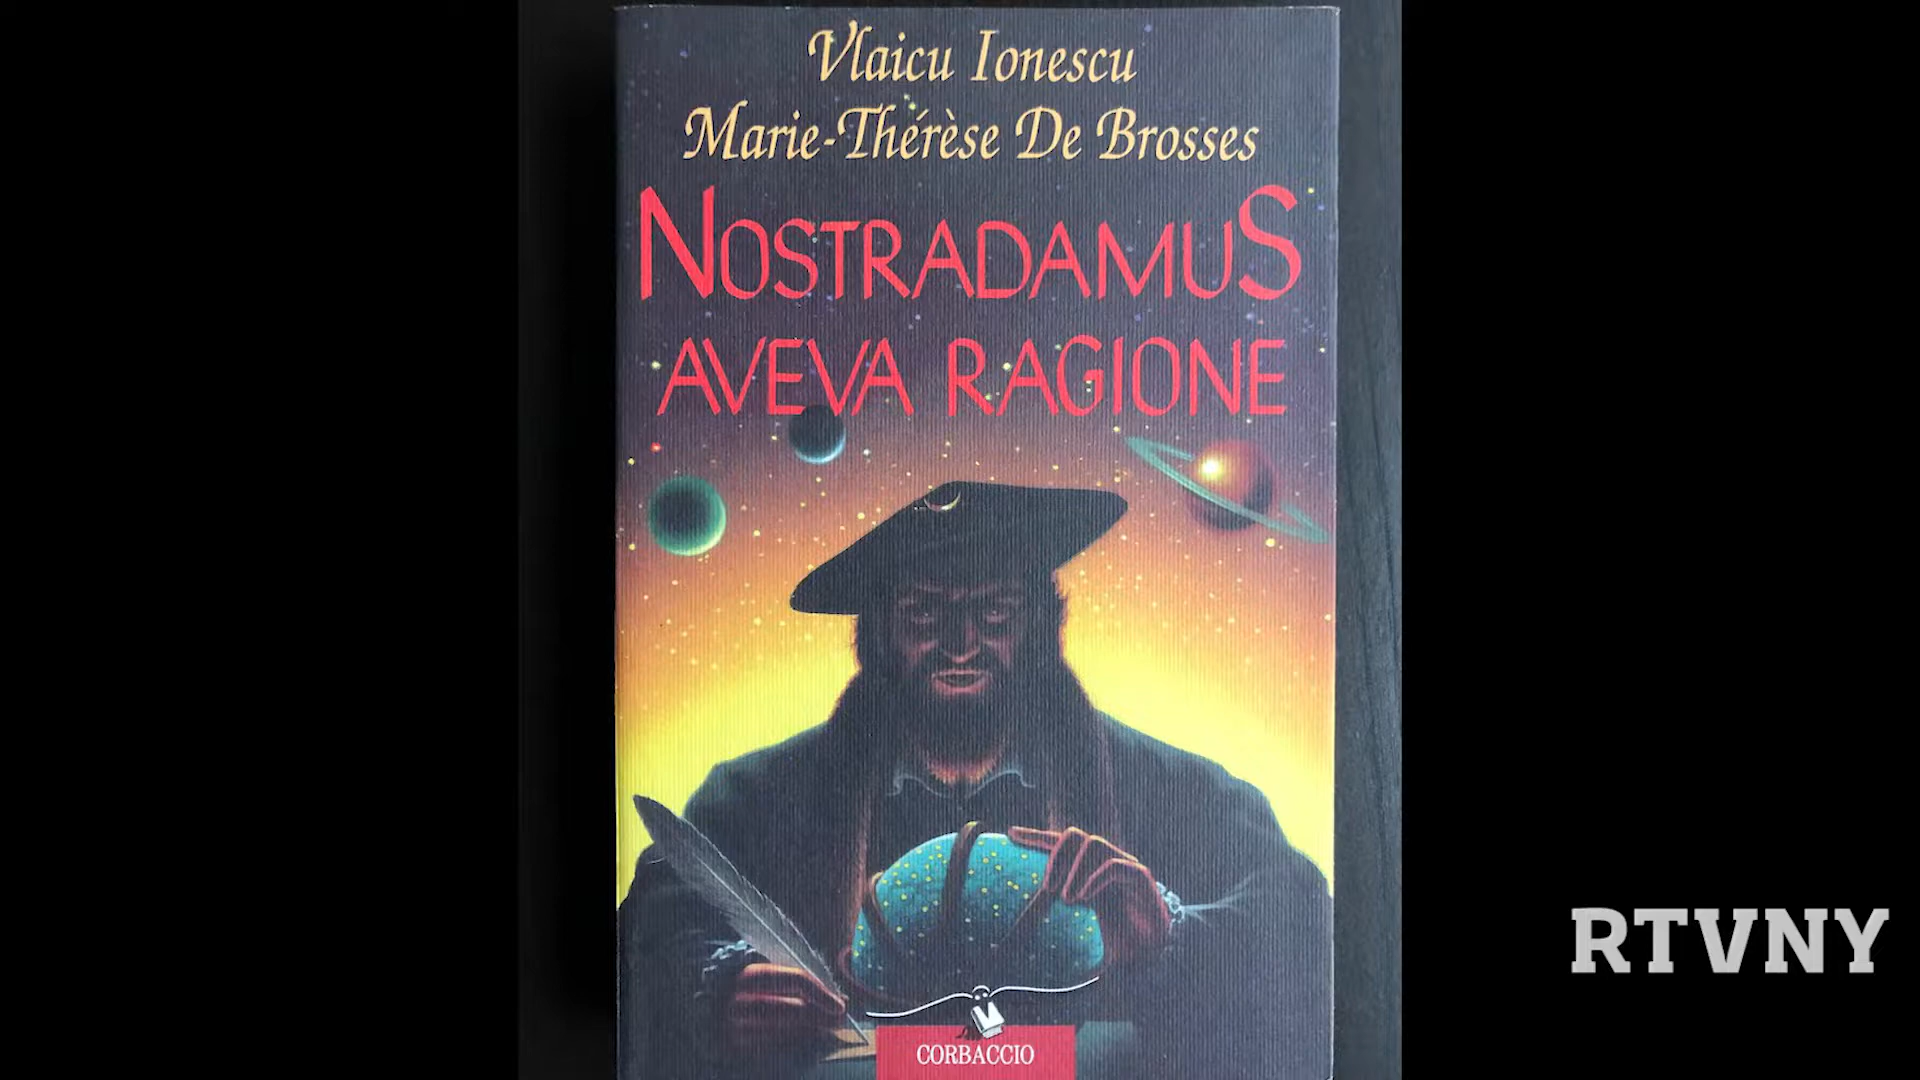 Vlaicu Ionescu
Marie-Thérèse De Brosses
NOSTRADAMUS
AVEVA RAGIONE
CORBACCIO
RTVNY